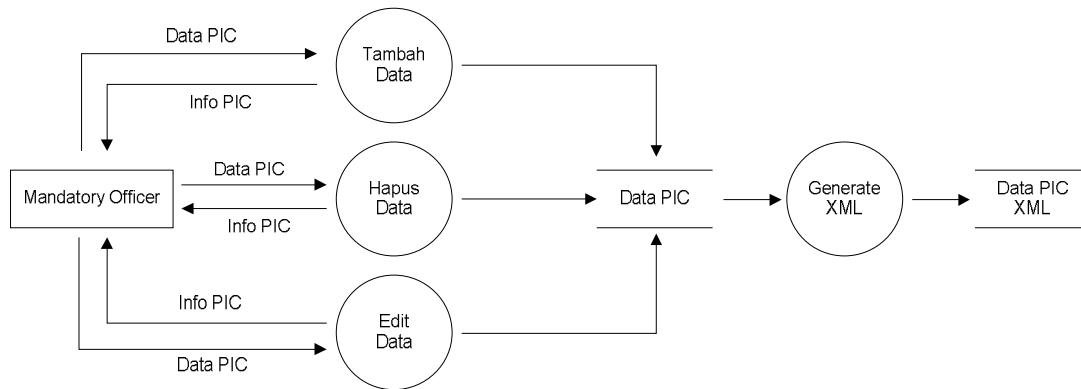 Data PIC
Tambah
Data
Info PIC
Mandatory Officer
Data PIC
Hapus
Data
Info PIC
Data PIC
Generate
XML
Data PIC
XML
Info PIC
Edit
Data
Data PIC